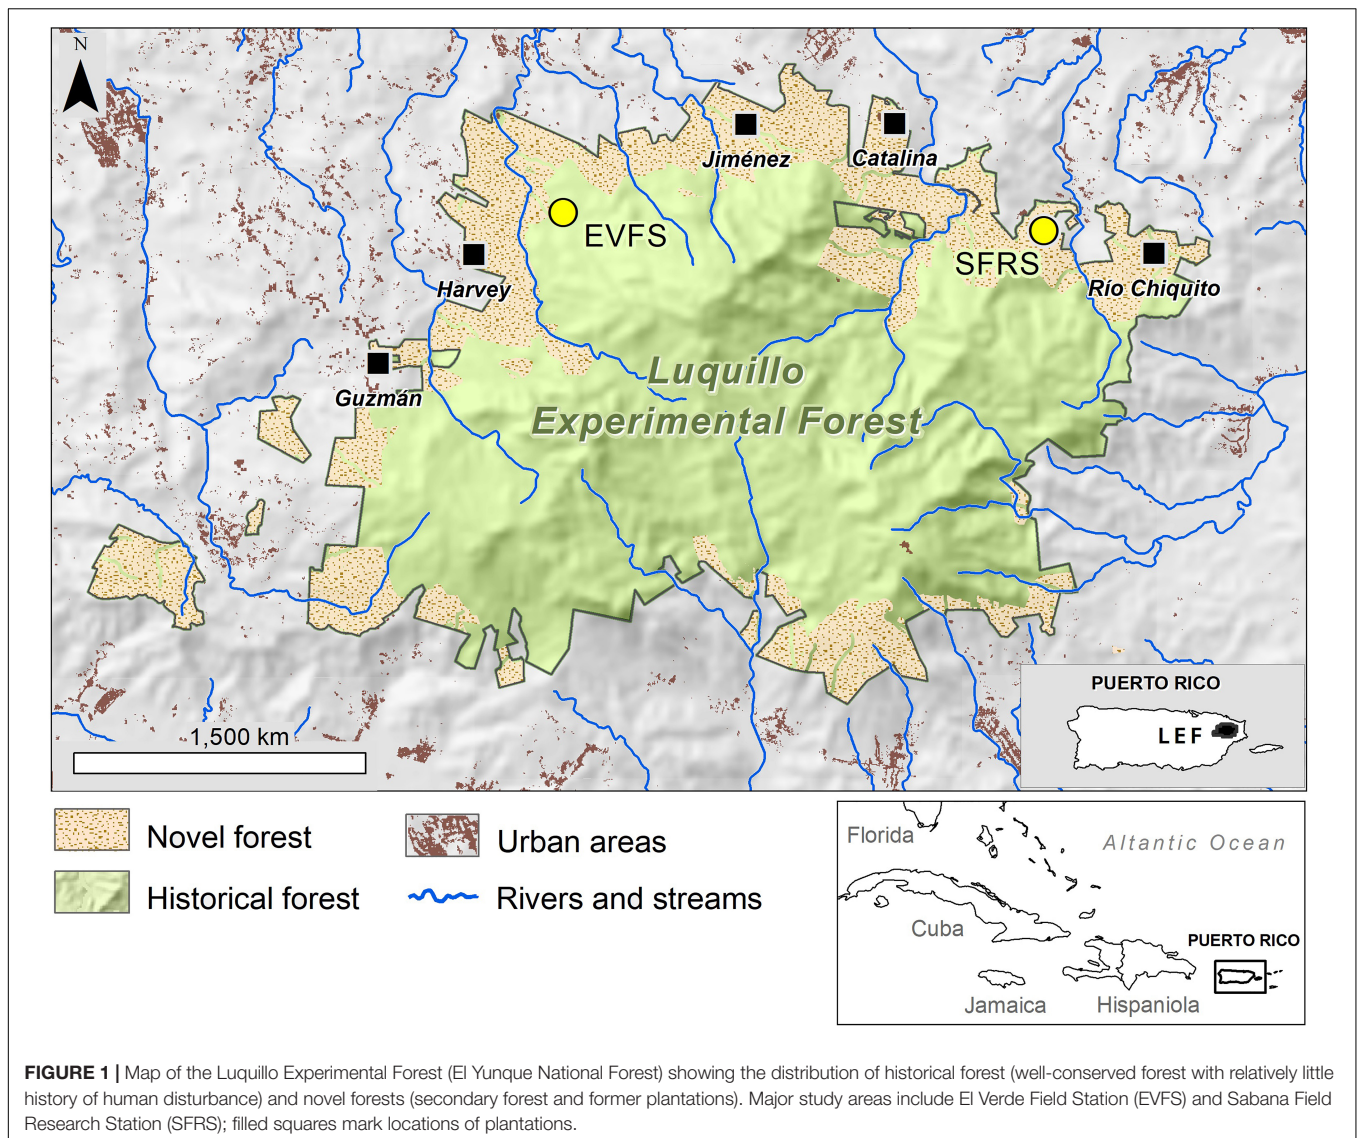 N
Jiménez
Catalina
EVFS
SFRS
Harvey
Río Chiquito
Luquillo
Experimental Forest
Guzmán
1,500 km
PUERTO RICO
LEF
Novel forest
Urban areas
Historical forest
Rivers and streams
Florida
Altantic Ocean
Cuba
PUERTO RICO
Jamaica
Hispaniola
FIGURE 1 | Map of the Luquillo Experimental Forest (El Yunque National Forest) showing the distribution of historical forest (well-conserved forest with relatively little
history of human disturbance) and novel forests (secondary forest and former plantations). Major study areas include El Verde Field Station (EVFS) and Sabana Field
Research Station (SFRS); filled squares mark locations of plantations.